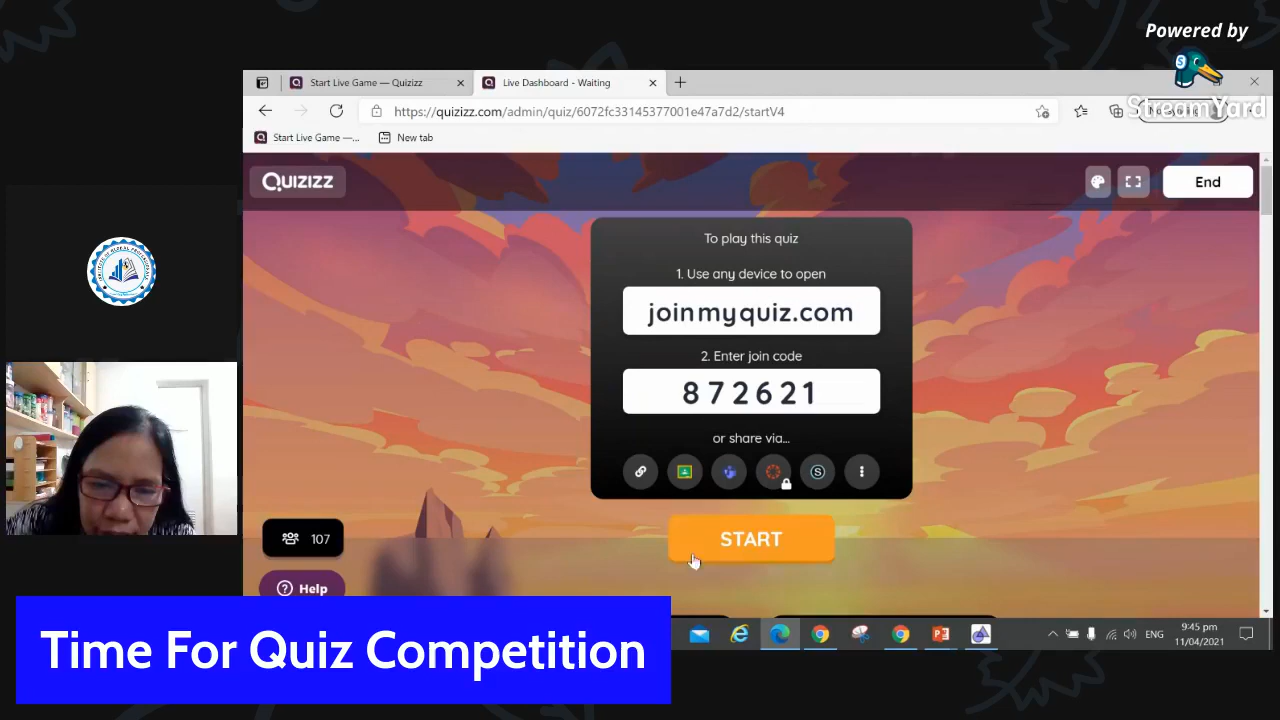 Powered by
StreamYard
Start Live Game — Quizizz
Live Dashboard - Waiting
https://quizizz.com/admin/quiz/6072fc33145377001e47a7d2/startV4
Start Live Game —...
New tab
Quizizz
End
To play this quiz
1. Use any device to open
joinmyquiz.com
2. Enter join code
872621
or share via...
107
START
Help
Time For Quiz Competition
ENG
9:45 pm
11/04/2021